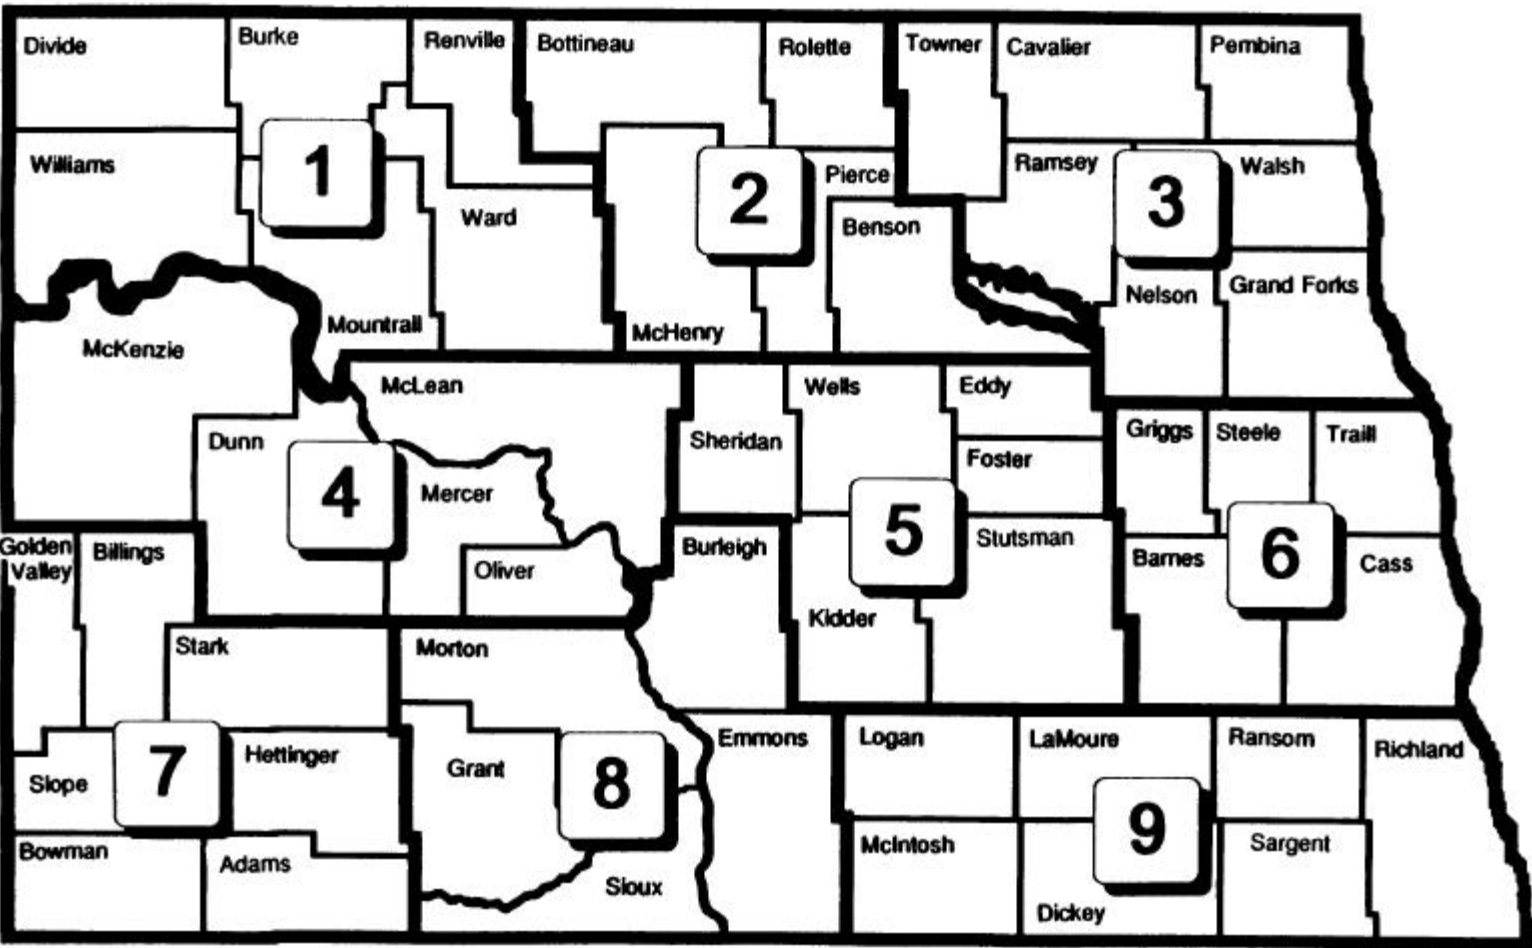 Divide
Burke
Renville
Bottineau
Rolette
Towner
Cavalier
Pembina
Williams
1
Ward
2
Pierce
Benson
Ramsey
3
Walsh
Nelson
Grand Forks
McKenzie
Mountrail
McHenry
McLean
Wells
Eddy
Dunn
4
Mercer
Sheridan
Foster
Griggs
Steele
Traill
Golden
Valley
Billings
Oliver
Burleigh
5
Stutsman
Barnes
6
Cass
Kidder
Stark
Morton
Slope
7
Hettinger
Grant
8
Emmons
Logan
LaMoure
Ransom
Richland
Bowman
Adams
Sioux
McIntosh
9
Sargent
Dickey